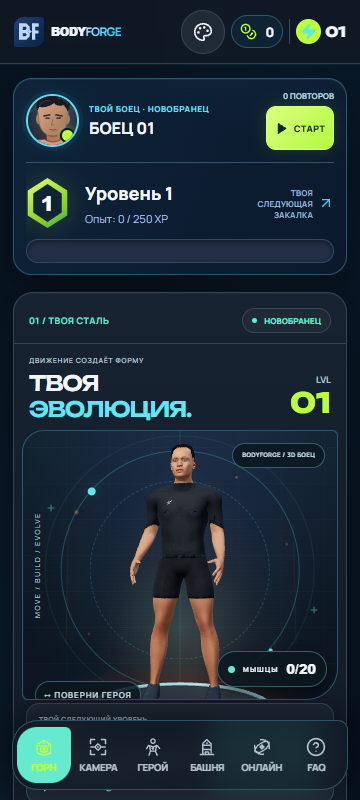 BF BODYFORGE
0
01
ТВОЙ БОЕЦ · НОВОБРАНЕЦ
БОЕЦ 01
0 ПОВТОРОВ
СТАРТ
1
Уровень 1
Опыт: 0 / 250 XP
ТВОЯ
СЛЕДУЮЩАЯ
ЗАКАЛКА
01 / ТВОЯ СТАЛЬ
НОВОБРАНЕЦ
ДВИЖЕНИЕ СОЗДАЁТ ФОРМУ
ТВОЯ
ЭВОЛЮЦИЯ.
LVL
01
BODYFORGE / 3D БОЕЦ
MOVE / BUILD / EVOLVE
МЫШЦЫ 0/20
↔ ПОВЕРНИ ГЕРОЯ
ТВОЙ СЛЕДУЮЩИЙ УРОВЕНЬ
ГОРН
КАМЕРА
ГЕРОЙ
БАШНЯ
ОНЛАЙН
FAQ